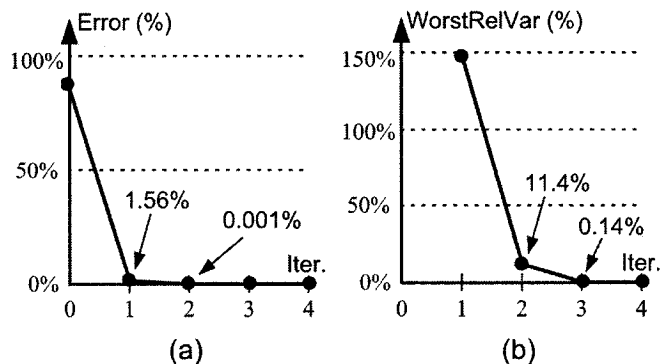 Error (%)
100%
50%
0%
1.56%
0.001%
Iter.
0 1 2 3 4
(a)
WorstRelVar (%)
150%
100%
50%
0%
11.4%
0.14%
Iter.
0 1 2 3 4
(b)